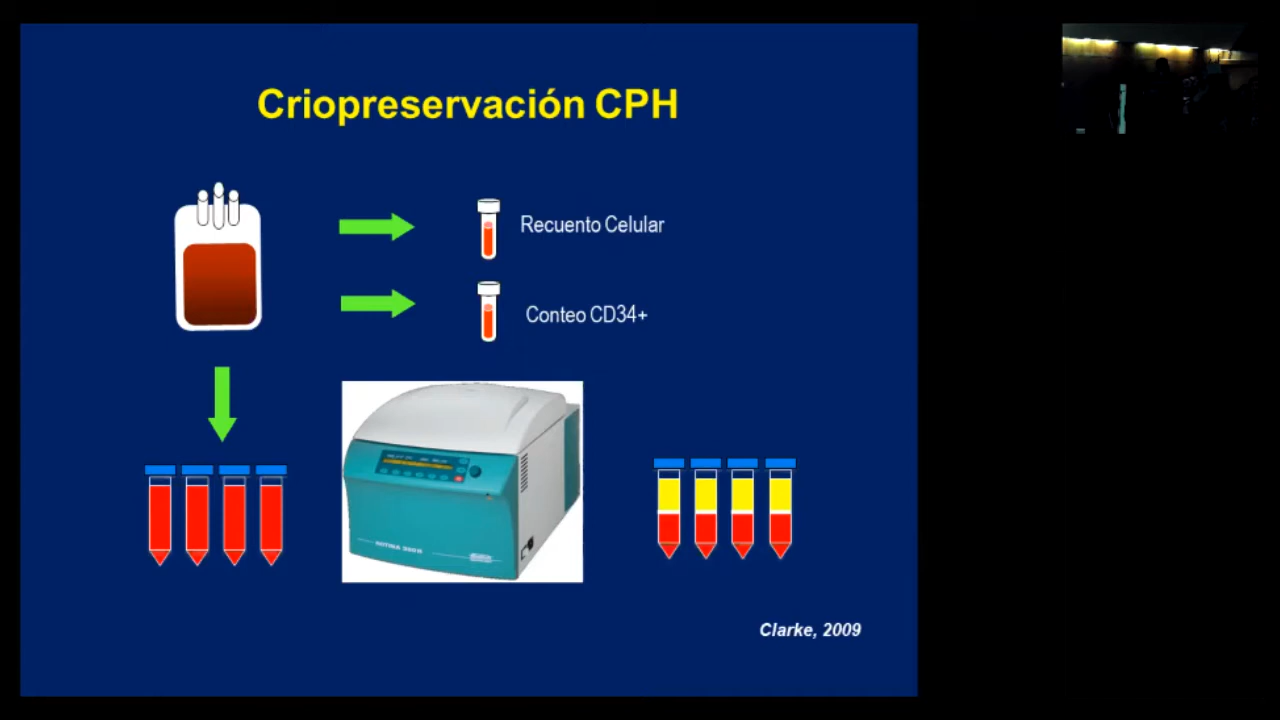 Criopreservación CPH
Recuento Celular
Conteo CD34+
Clarke, 2009